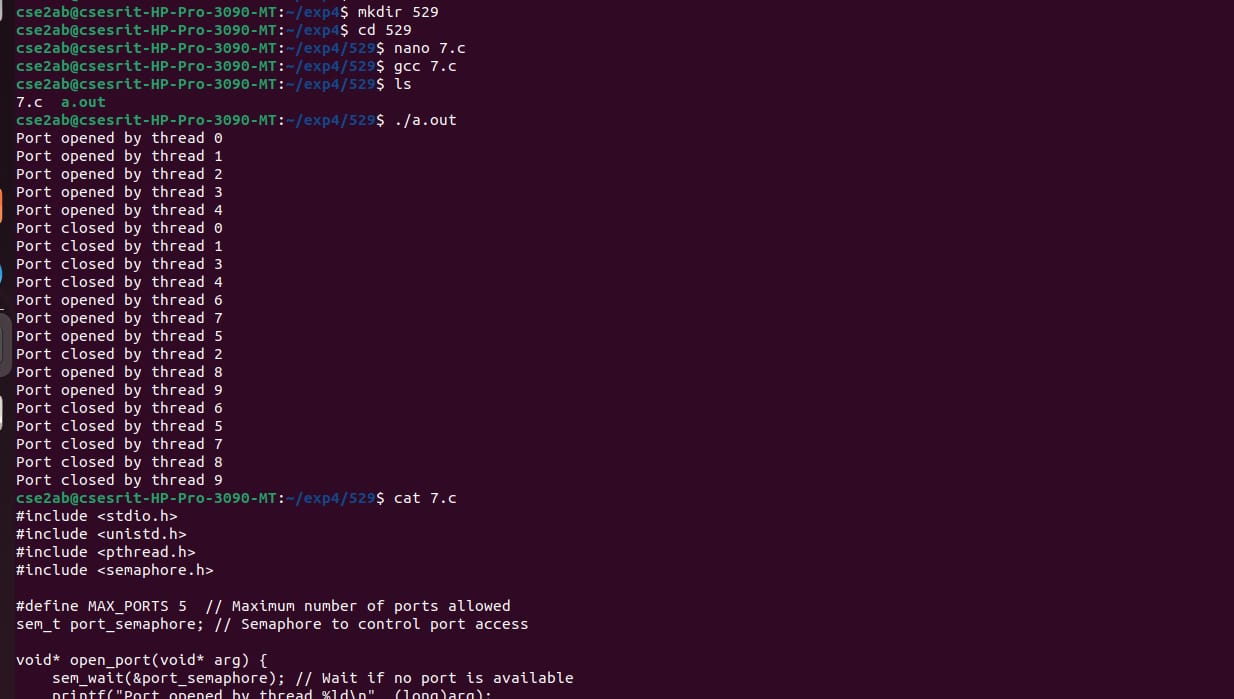 cse2ab@csesrit-HP-Pro-3090-MT:~/exp4$ mkdir 529
cse2ab@csesrit-HP-Pro-3090-MT:~/exp4$ cd 529
cse2ab@csesrit-HP-Pro-3090-MT:~/exp4/529$ nano 7.c
cse2ab@csesrit-HP-Pro-3090-MT:~/exp4/529$ gcc 7.c
cse2ab@csesrit-HP-Pro-3090-MT:~/exp4/529$ ls
7.c  a.out
cse2ab@csesrit-HP-Pro-3090-MT:~/exp4/529$ ./a.out
Port opened by thread 0
Port opened by thread 1
Port opened by thread 2
Port opened by thread 3
Port opened by thread 4
Port closed by thread 0
Port closed by thread 1
Port closed by thread 3
Port closed by thread 4
Port opened by thread 6
Port opened by thread 7
Port opened by thread 5
Port closed by thread 2
Port opened by thread 8
Port opened by thread 9
Port closed by thread 6
Port closed by thread 5
Port closed by thread 7
Port closed by thread 8
Port closed by thread 9
cse2ab@csesrit-HP-Pro-3090-MT:~/exp4/529$ cat 7.c
#include <stdio.h>
#include <unistd.h>
#include <pthread.h>
#include <semaphore.h>

#define MAX_PORTS 5  // Maximum number of ports allowed
sem_t port_semaphore; // Semaphore to control port access

void* open_port(void* arg) {
    sem_wait(&port_semaphore); // Wait if no port is available
    printf("Port opened by thread %ld\n", (long)arg);